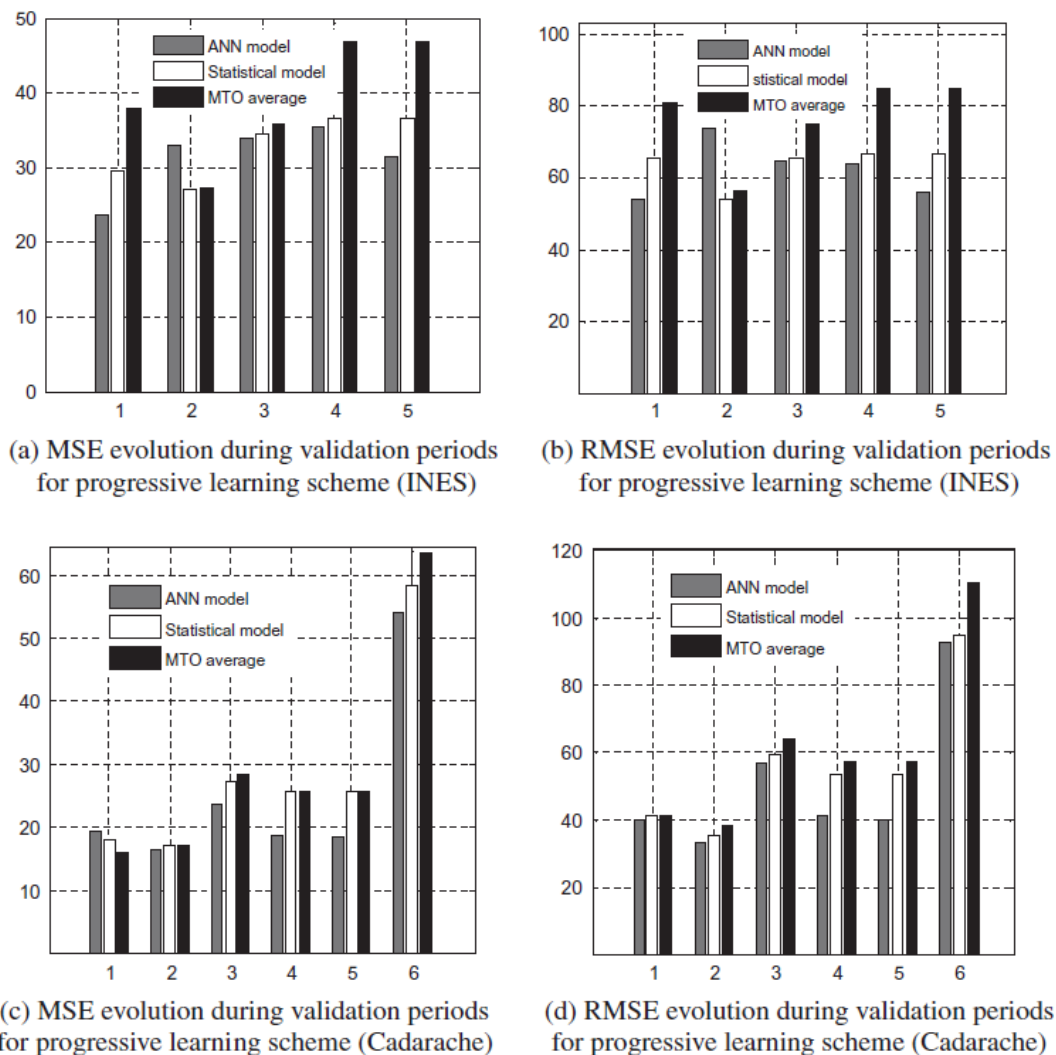 50
40
30
20
10
0
ANN model
Statistical model
MTO average
1 2 3 4 5
(a) MSE evolution during validation periods
for progressive learning scheme (INES)
100
80
60
40
20
ANN model
stistical model
MTO average
1 2 3 4 5
(b) RMSE evolution during validation periods
for progressive learning scheme (INES)
60
50
40
30
20
10
ANN model
Statistical model
MTO average
1 2 3 4 5 6
(c) MSE evolution during validation periods
for progressive learning scheme (Cadarache)
120
100
80
60
40
20
ANN model
Statistical model
MTO average
1 2 3 4 5 6
(d) RMSE evolution during validation periods
for progressive learning scheme (Cadarache)